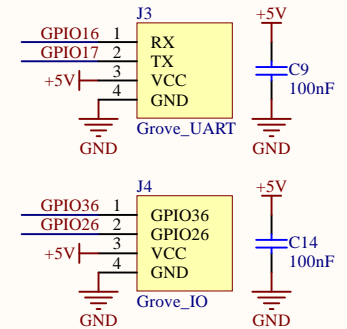 J3
+5V
GPIO16 1 RX
GPIO17 2 TX
C9
+5V 3 VCC
100nF
4 GND
Grove_UART
GND
GND
J4
+5V
GPIO36 1 GPIO36
GPIO26 2 GPIO26
C14
+5V 3 VCC
100nF
4 GND
Grove_IO
GND
GND